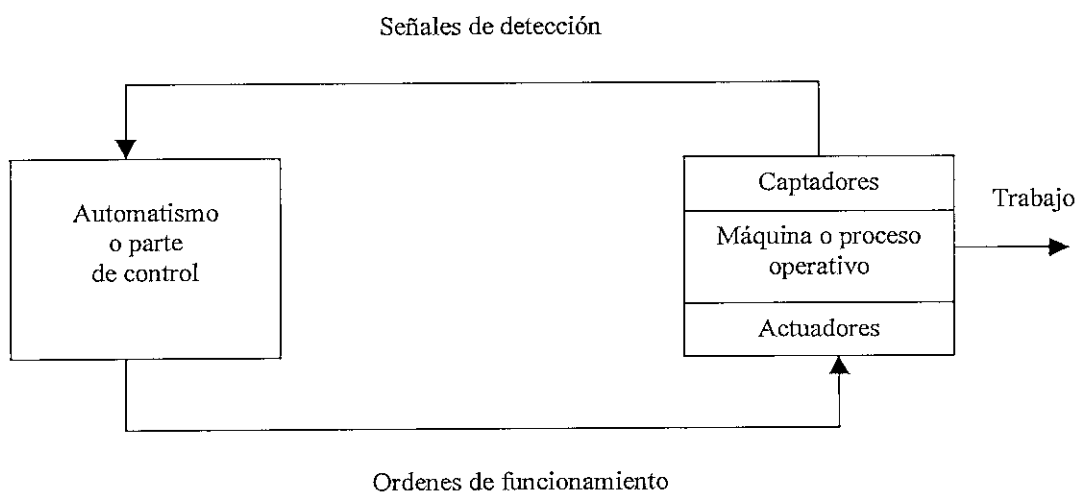 Señales de detección
Automatismo
o parte
de control
Captadores
Máquina o proceso
operativo
Actuadores
Trabajo
Ordenes de funcionamiento